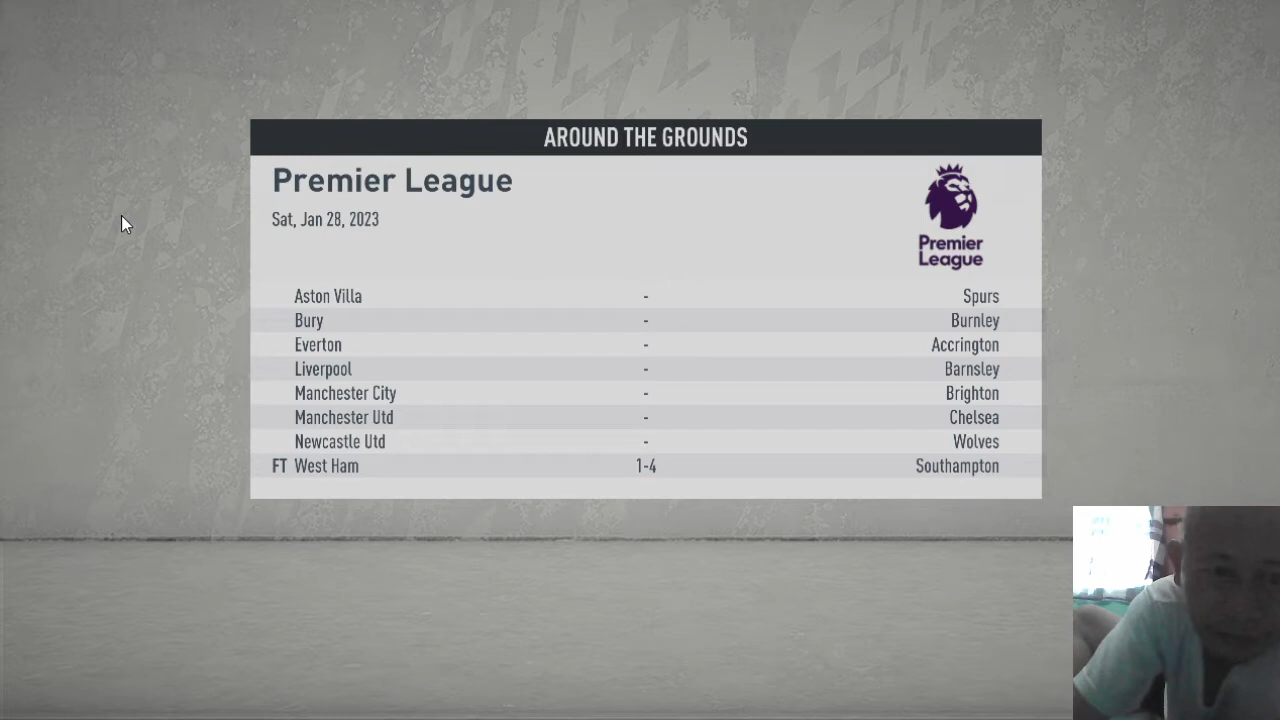 AROUND THE GROUNDS
Premier League
Sat, Jan 28, 2023
Premier
League
Aston Villa - Spurs
Bury - Burnley
Everton - Accrington
Liverpool - Barnsley
Manchester City - Brighton
Manchester Utd - Chelsea
Newcastle Utd - Wolves
FT West Ham 1-4 Southampton